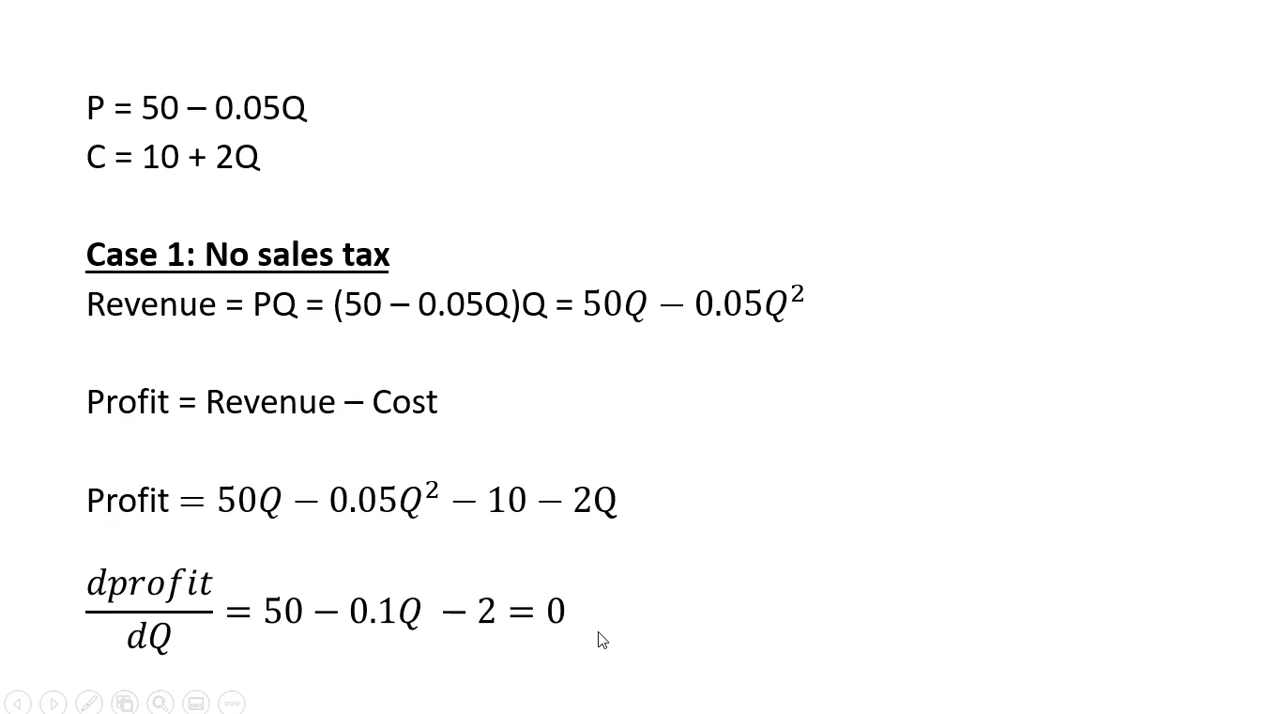 P = 50 – 0.05Q
C = 10 + 2Q
Case 1: No sales tax
Revenue = PQ = (50 – 0.05Q)Q = 50𝑄 − 0.05𝑄²
Profit = Revenue – Cost
Profit = 50𝑄 − 0.05𝑄² − 10 − 2Q
𝑑𝑝𝑟𝑜𝑓𝑖𝑡/𝑑𝑄 = 50 − 0.1𝑄 − 2 = 0